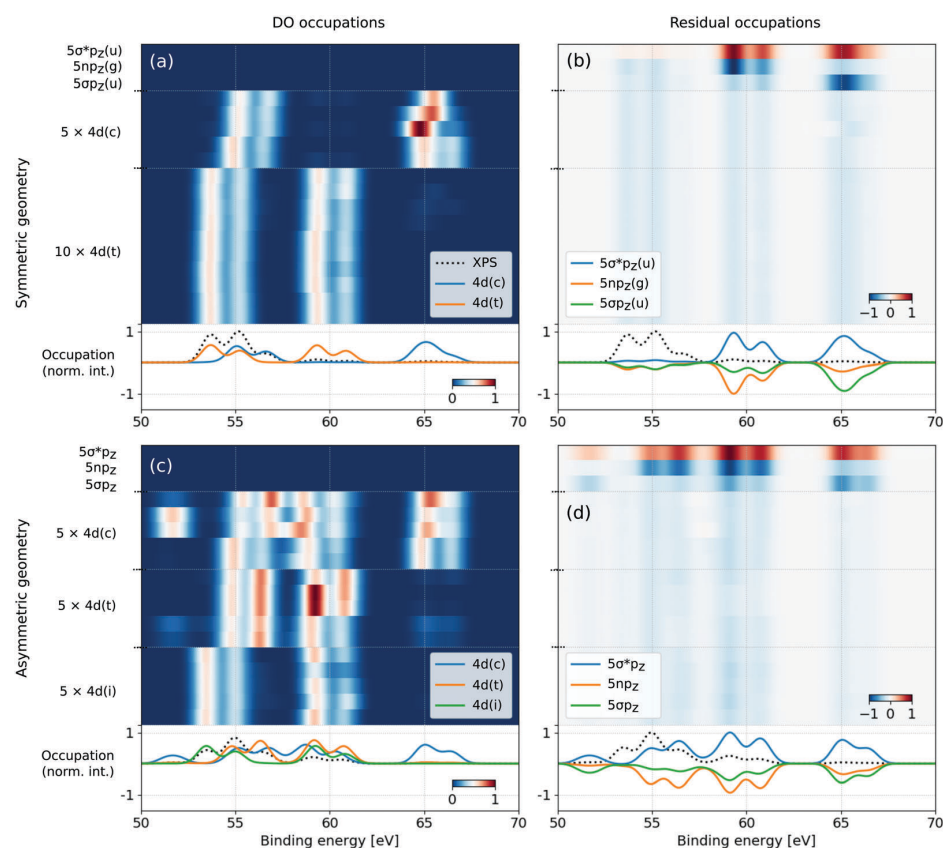 DO occupations
Residual occupations
Symmetric geometry
5σ*pz(u)
5npz(g)
5σpz(u)
5 × 4d(c)
10 × 4d(t)
Occupation
(norm. int.)
(a)
XPS
4d(c)
4d(t)
0 1
1
-1
50 55 60 65 70
(b)
5σ*pz(u)
5npz(g)
5σpz(u)
−1 0 1
50 55 60 65 70
Asymmetric geometry
5σ*pz
5npz
5σpz
5 × 4d(c)
5 × 4d(t)
5 × 4d(i)
Occupation
(norm. int.)
(c)
4d(c)
4d(t)
4d(i)
0 1
1
-1
50 55 60 65 70
Binding energy [eV]
(d)
5σ*pz
5npz
5σpz
−1 0 1
50 55 60 65 70
Binding energy [eV]